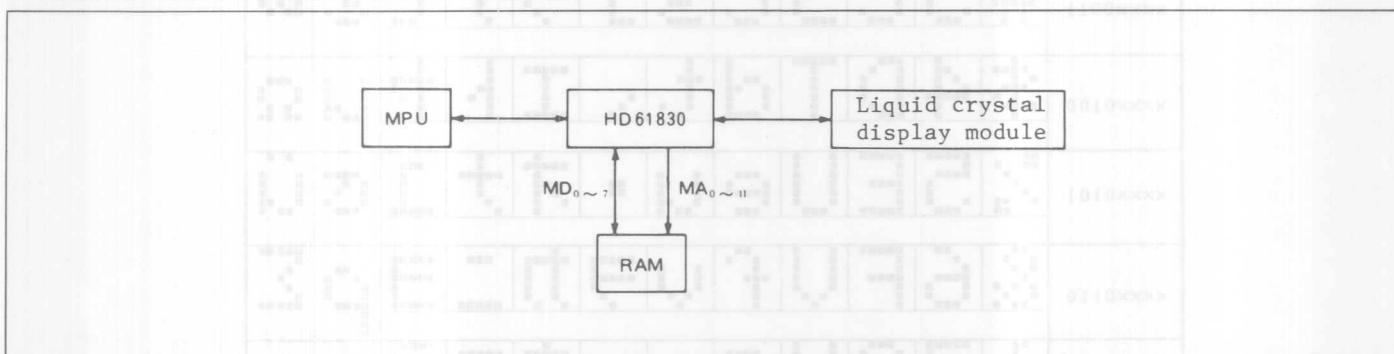 MPU
HD61830
Liquid crystal
display module
MD₀～₇
MA₀～₁₁
RAM